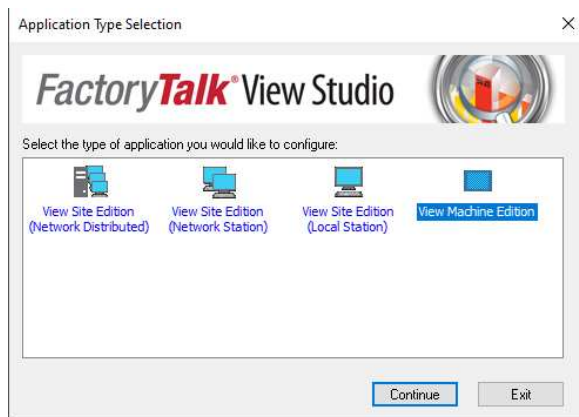 Application Type Selection
FactoryTalk® View Studio
Select the type of application you would like to configure:
View Site Edition
(Network Distributed)
View Site Edition
(Network Station)
View Site Edition
(Local Station)
View Machine Edition
Continue
Exit